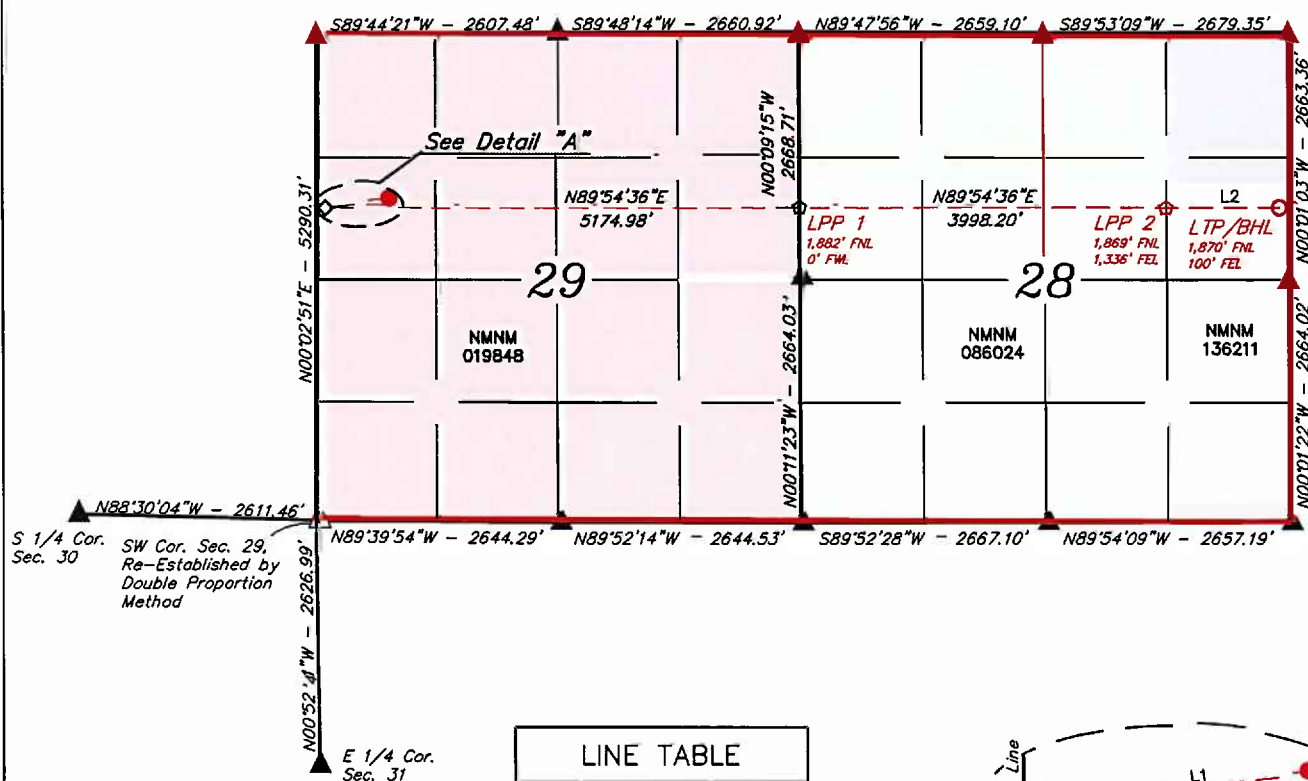 S89°44'21"W - 2607.48' S89°48'14"W - 2660.92' N89°47'56"W - 2659.10' S89°53'09"W - 2679.35'
N00°02'51"E - 5290.31'
See Detail "A"
N89°54'36"E
5174.98'
N00°09'15"W
2668.71'
N89°54'36"E
3998.20'
L2
N00°01'03"W - 2663.36'
LPP 1
1,882' FNL
0' FWL
LPP 2
1,869' FNL
1,336' FEL
LTP/BHL
1,870' FNL
100' FEL
29
28
NMNM
019848
N00°11'23"W - 2664.03'
NMNM
086024
NMNM
136211
N00°01'22"W - 2664.02'
N88°30'04"W - 2611.46'
N89°39'54"W - 2644.29' N89°52'14"W - 2644.53' S89°52'28"W - 2667.10' N89°54'09"W - 2657.19'
S 1/4 Cor.
Sec. 30
SW Cor. Sec. 29,
Re-Established by
Double Proportion
Method
N00°52'41"W - 2626.99'
E 1/4 Cor.
Sec. 31
LINE TABLE
Line
L1